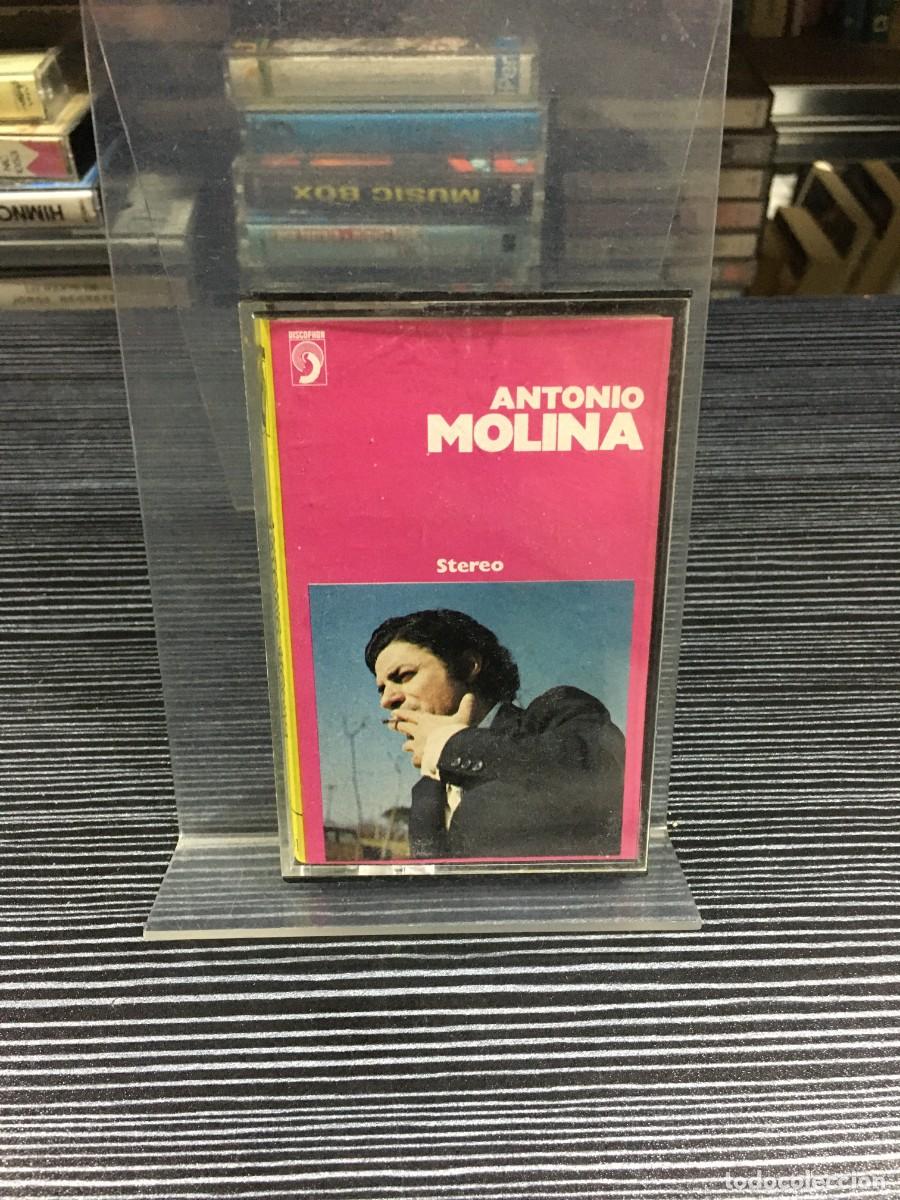 HIMNO
MUSIC BOX
DISCOPHON
ANTONIO
MOLINA
Stereo
todocoleccion